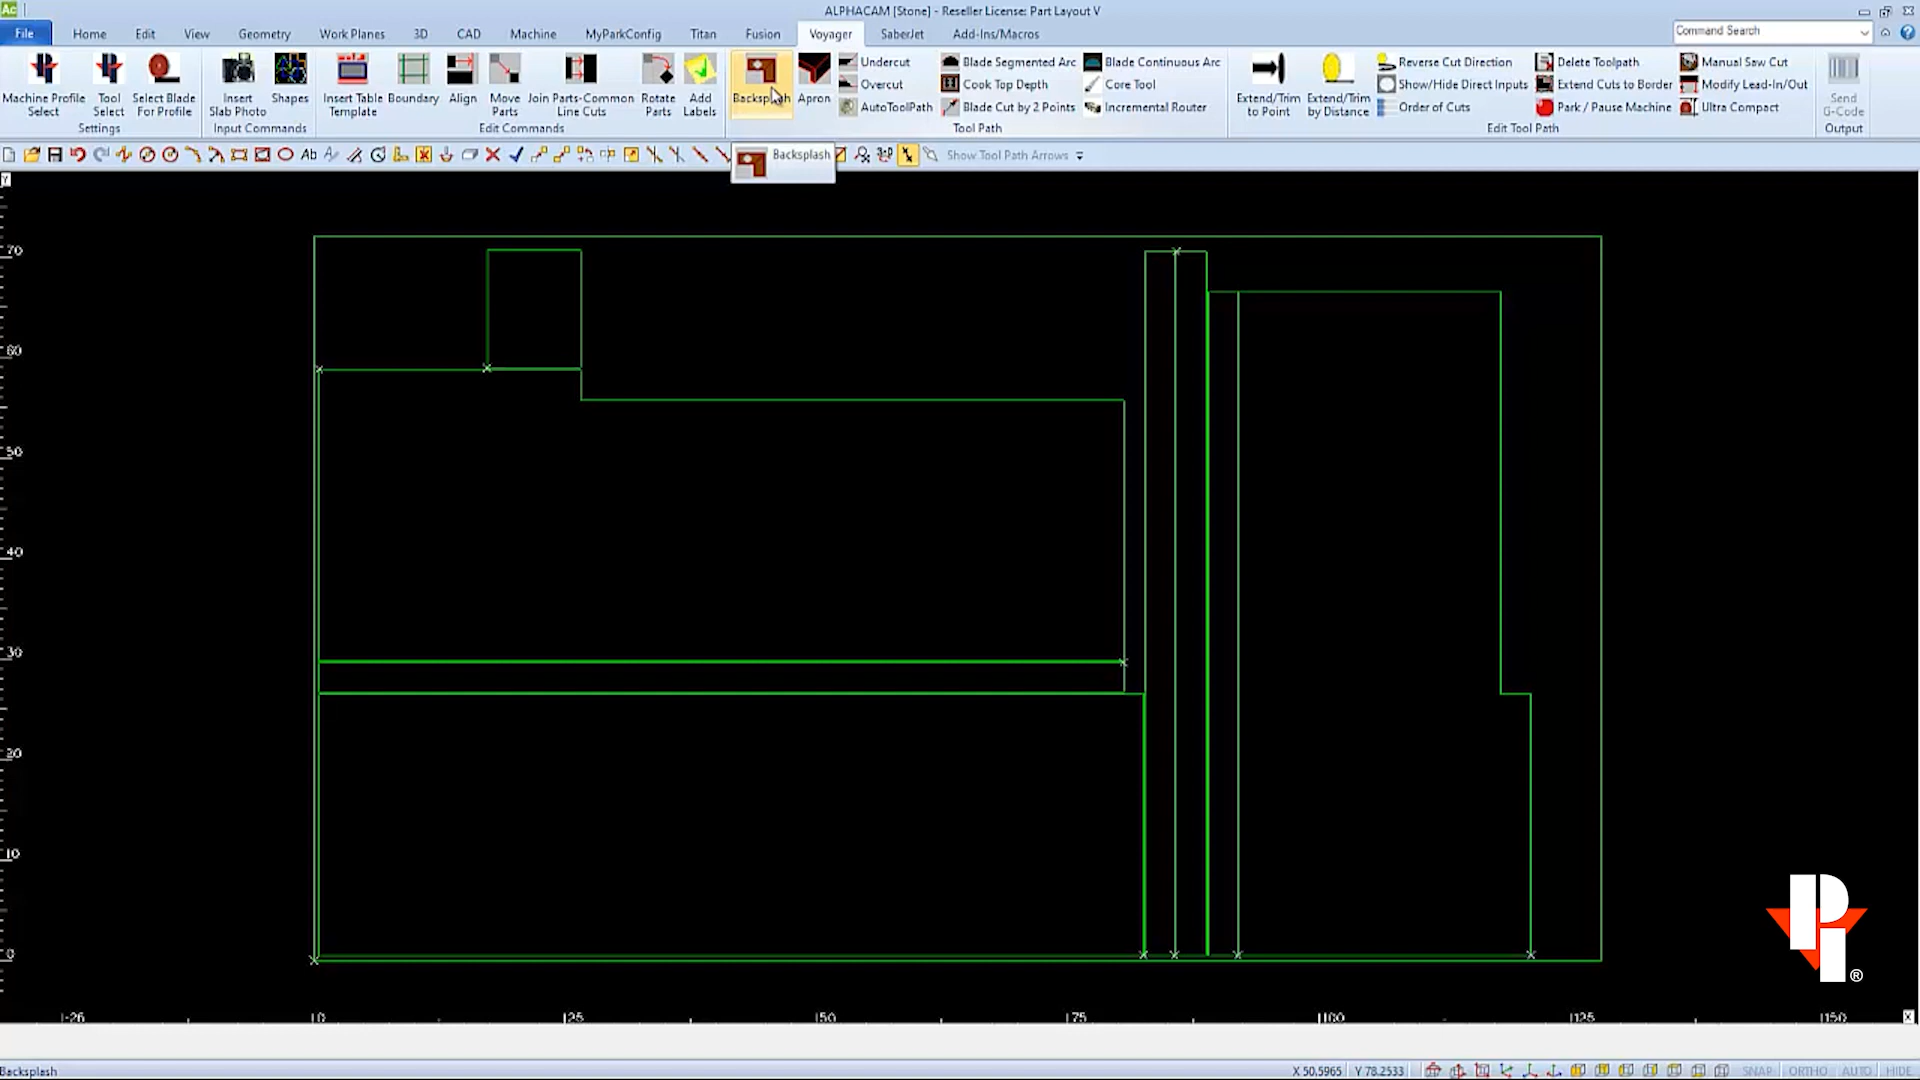 Ac
ALPHACAM [Stone] - Reseller License: Part Layout V
File Home Edit View Geometry Work Planes 3D CAD Machine MyParkConfig Titan Fusion Voyager SaberJet Add-Ins/Macros Command Search
Machine Profile Select
Tool Select
Select Blade For Profile
Settings
Insert Slab Photo
Shapes
Input Commands
Insert Table Template
Boundary
Align
Move Parts
Join Parts-Common Line Cuts
Rotate Parts
Add Labels
Edit Commands
Backsplash
Apron
Undercut
Overcut
AutoToolPath
Blade Segmented Arc
Cook Top Depth
Blade Cut by 2 Points
Blade Continuous Arc
Core Tool
Incremental Router
Tool Path
Extend/Trim to Point
Extend/Trim by Distance
Reverse Cut Direction
Show/Hide Direct Inputs
Order of Cuts
Delete Toolpath
Extend Cuts to Border
Park / Pause Machine
Manual Saw Cut
Modify Lead-In/Out
Ultra Compact
Edit Tool Path
Send G-Code
Output
Ab
Show Tool Path Arrows
Backsplash
Y
70
60
50
40
30
20
10
0
-26 0 25 50 75 100 125 150 X
PI ®
Backsplash X 50.5965 Y 78.2533 SNAP ORTHO AUTO HIDE